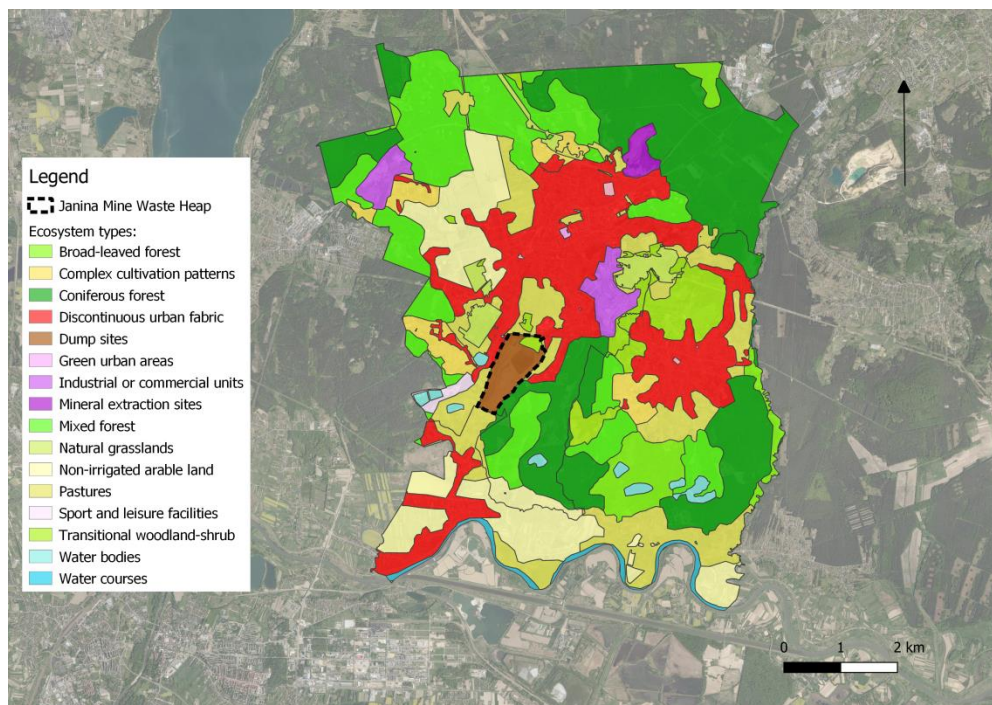 Legend
Janina Mine Waste Heap
Ecosystem types:
Broad-leaved forest
Complex cultivation patterns
Coniferous forest
Discontinuous urban fabric
Dump sites
Green urban areas
Industrial or commercial units
Mineral extraction sites
Mixed forest
Natural grasslands
Non-irrigated arable land
Pastures
Sport and leisure facilities
Transitional woodland-shrub
Water bodies
Water courses
0 1 2 km